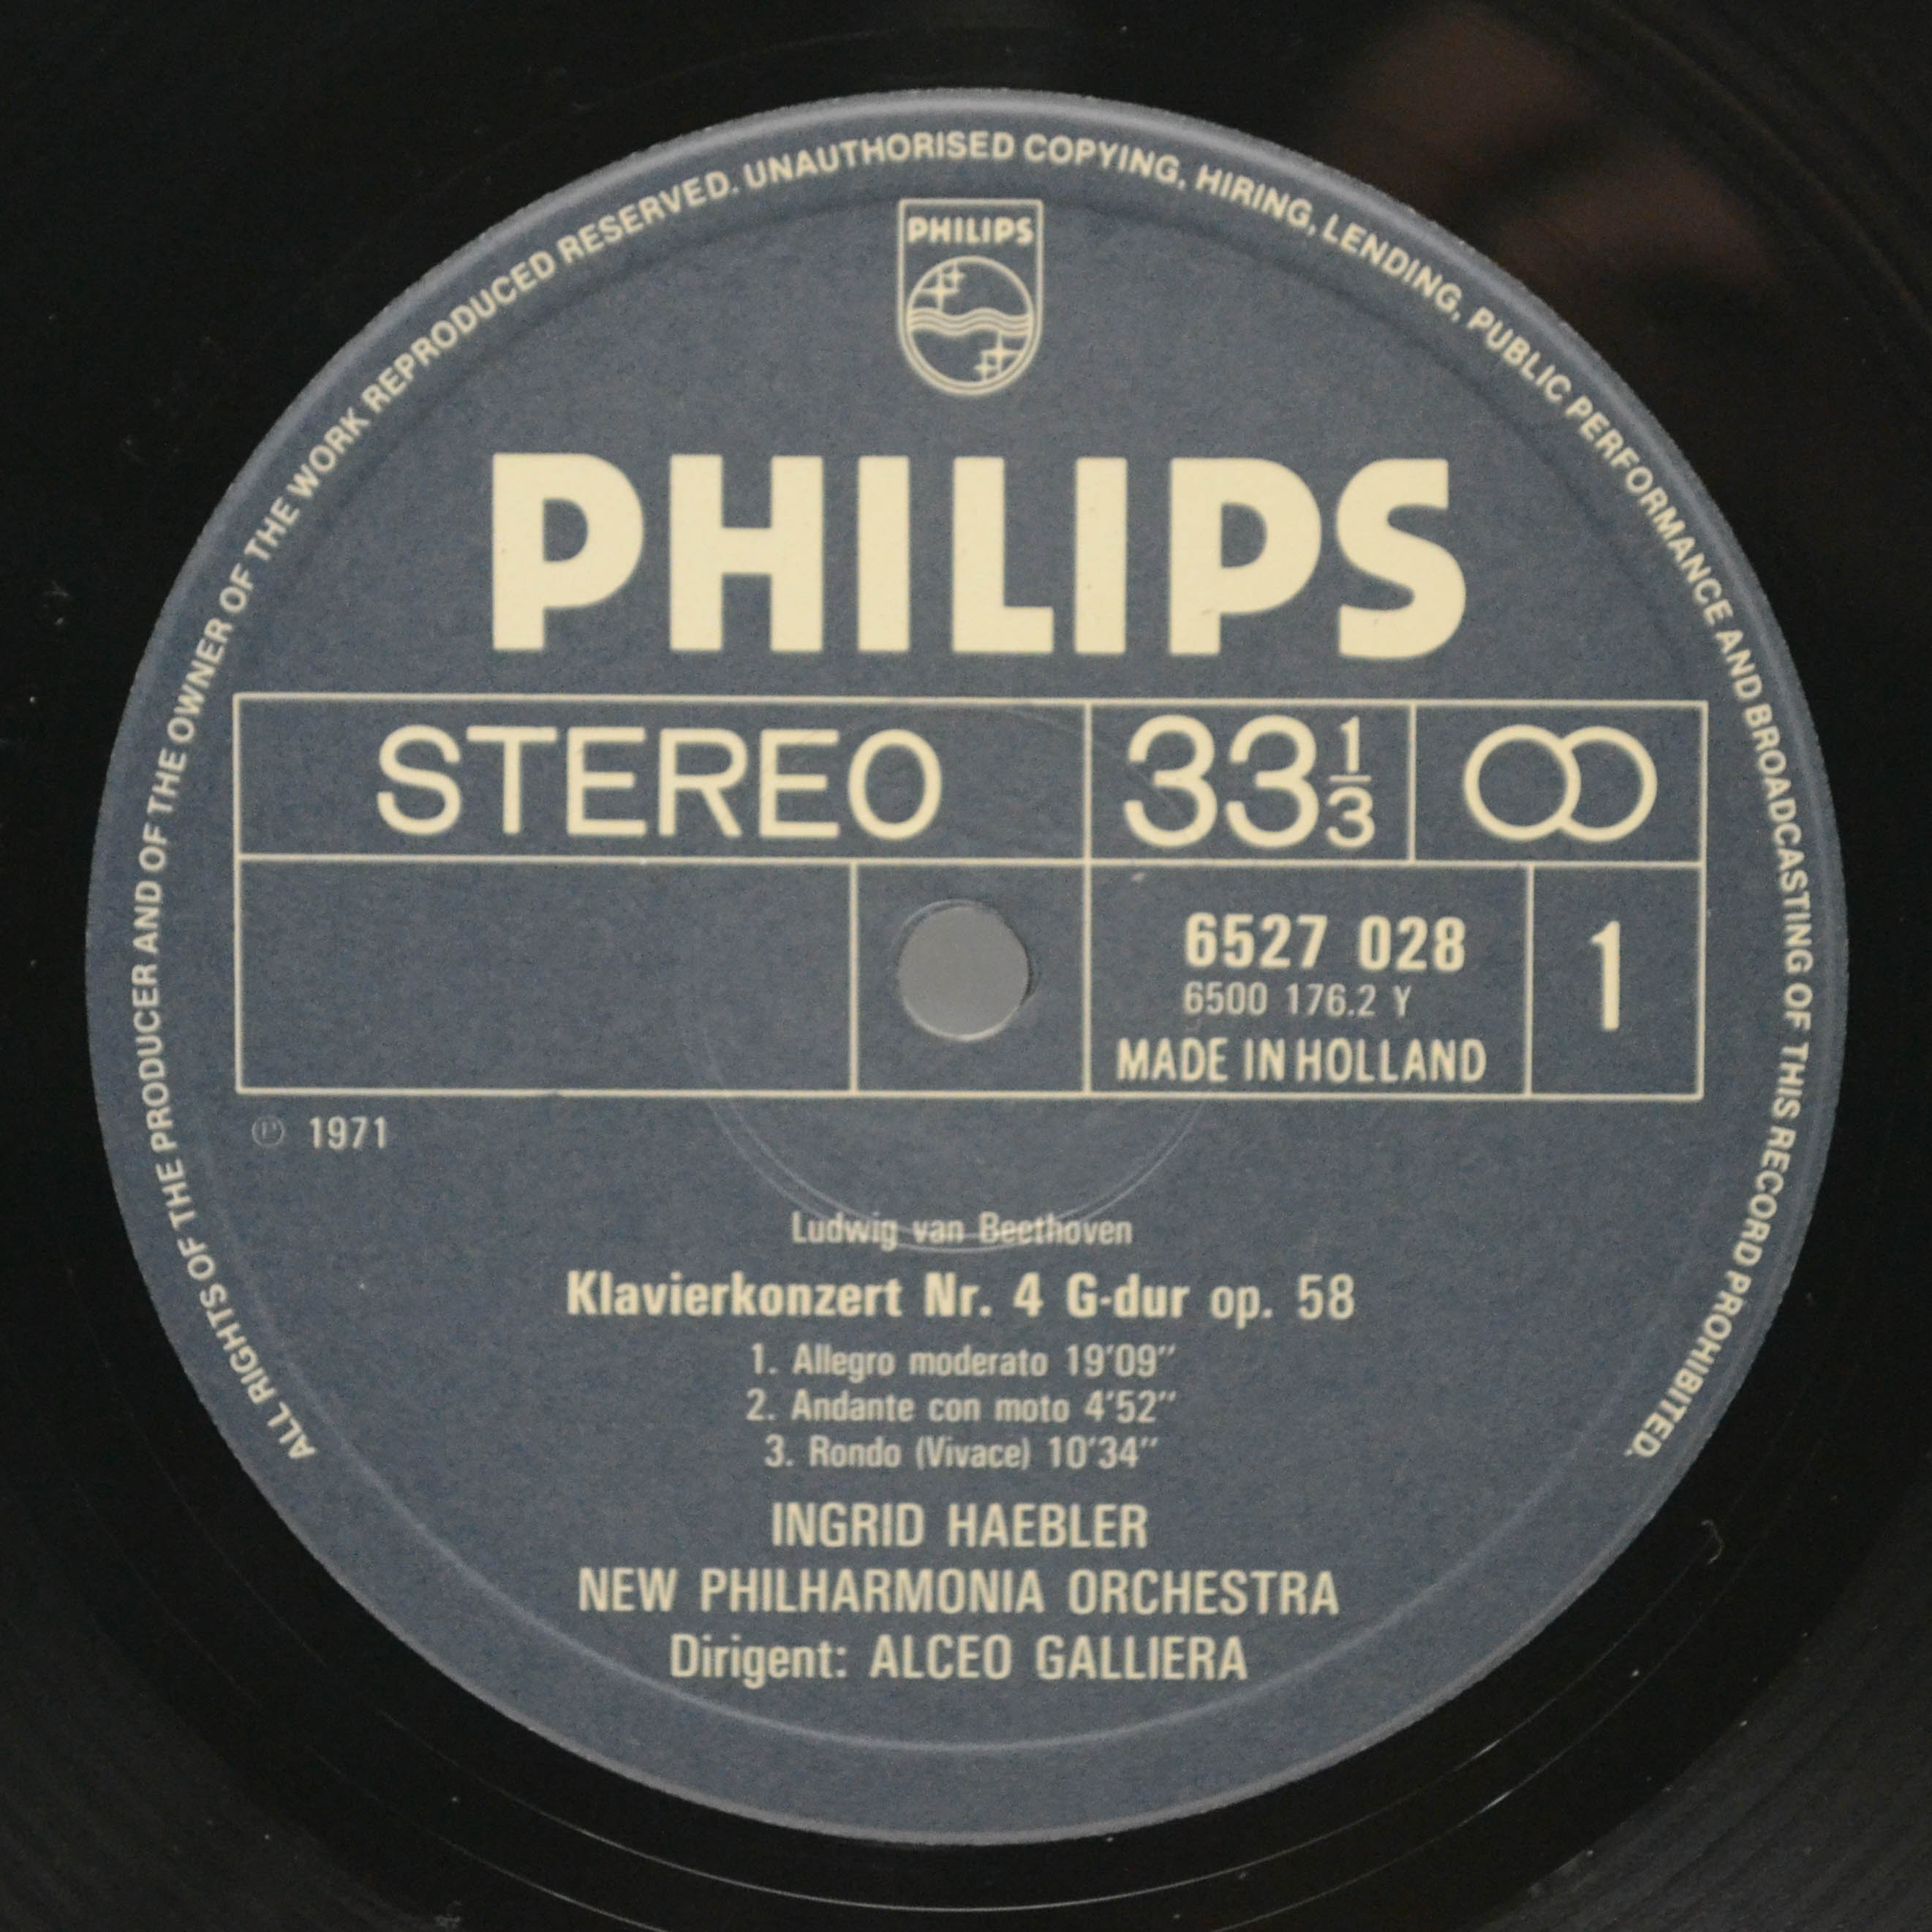 ALL RIGHTS OF THE PRODUCER AND OF THE OWNER OF THE WORK REPRODUCED RESERVED. UNAUTHORISED COPYING, HIRING, LENDING, PUBLIC PERFORMANCE AND BROADCASTING OF THIS RECORD PROHIBITED.
PHILIPS
PHILIPS
STEREO 33 1/3
6527 028 1
6500 176.2 Y
MADE IN HOLLAND
℗ 1971
Ludwig van Beethoven
Klavierkonzert Nr. 4 G-dur op. 58
1. Allegro moderato 19'09"
2. Andante con moto 4'52"
3. Rondo (Vivace) 10'34"
INGRID HAEBLER
NEW PHILHARMONIA ORCHESTRA
Dirigent: ALCEO GALLIERA